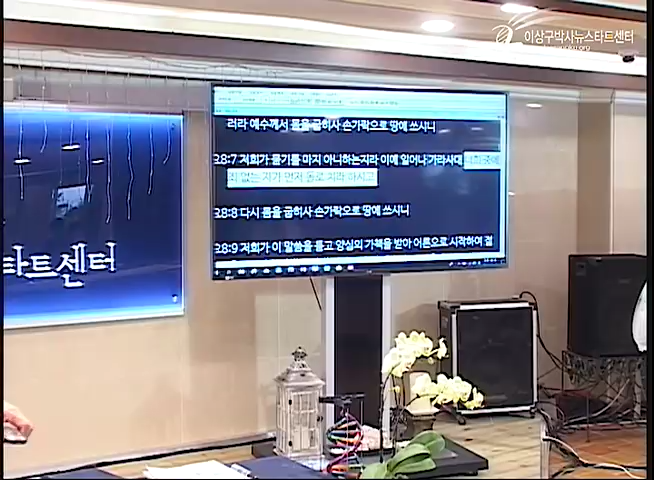 이상구박사뉴스타트센터
러라 예수께서 몸을 굽히사 손가락으로 땅에 쓰시니
8:7 저희가 묻기를 마지 아니하는지라 이에 일어나 가라사대 너희 중에
죄 없는 자가 먼저 돌로 치라 하시고
8:8 다시 몸을 굽히사 손가락으로 땅에 쓰시니
8:9 저희가 이 말씀을 듣고 양심의 가책을 받아 어른으로 시작하여 젊
타트센터